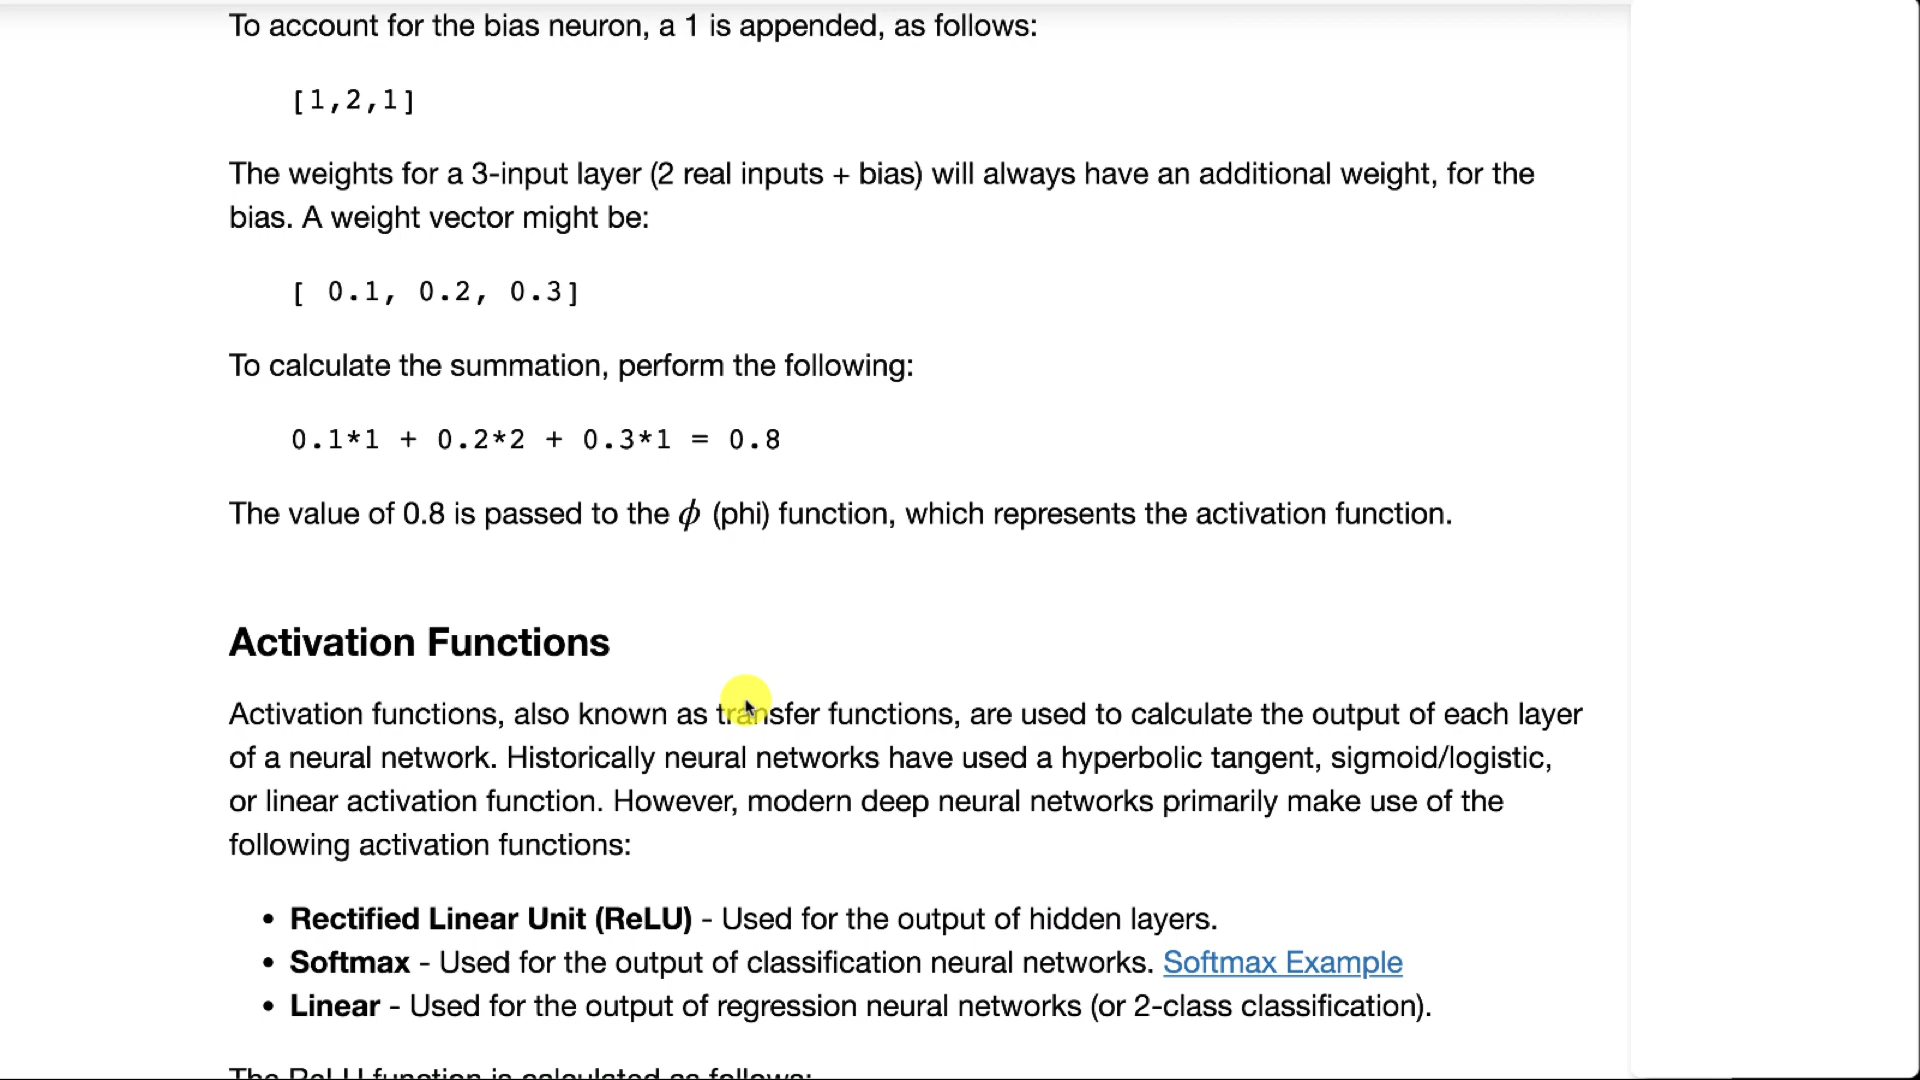 To account for the bias neuron, a 1 is appended, as follows:
[1,2,1]
The weights for a 3-input layer (2 real inputs + bias) will always have an additional weight, for the
bias. A weight vector might be:
[ 0.1, 0.2, 0.3]
To calculate the summation, perform the following:
0.1*1 + 0.2*2 + 0.3*1 = 0.8
The value of 0.8 is passed to the ϕ (phi) function, which represents the activation function.
Activation Functions
Activation functions, also known as transfer functions, are used to calculate the output of each layer
of a neural network. Historically neural networks have used a hyperbolic tangent, sigmoid/logistic,
or linear activation function. However, modern deep neural networks primarily make use of the
following activation functions:
• Rectified Linear Unit (ReLU) - Used for the output of hidden layers.
• Softmax - Used for the output of classification neural networks. Softmax Example
• Linear - Used for the output of regression neural networks (or 2-class classification).
The ReLU function is calculated as follows: